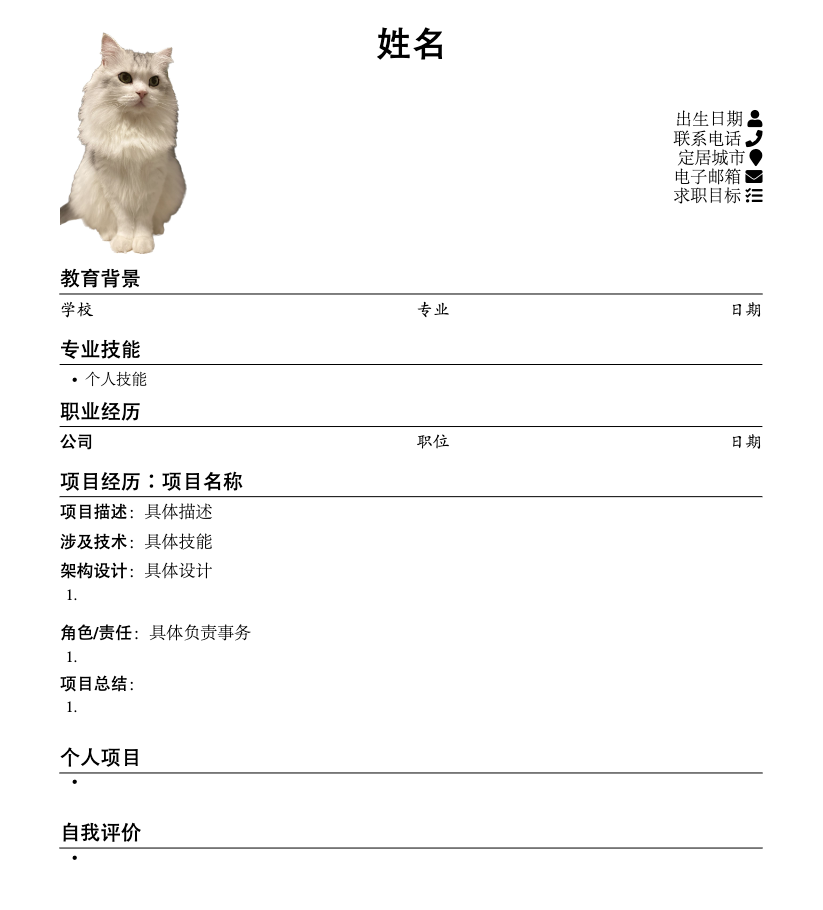 姓名
出生日期
联系电话
定居城市
电子邮箱
求职目标
教育背景
学校 专业 日期
专业技能
• 个人技能
职业经历
公司 职位 日期
项目经历：项目名称
项目描述：具体描述
涉及技术：具体技能
架构设计：具体设计
1.
角色/责任：具体负责事务
1.
项目总结：
1.
个人项目
•
自我评价
•